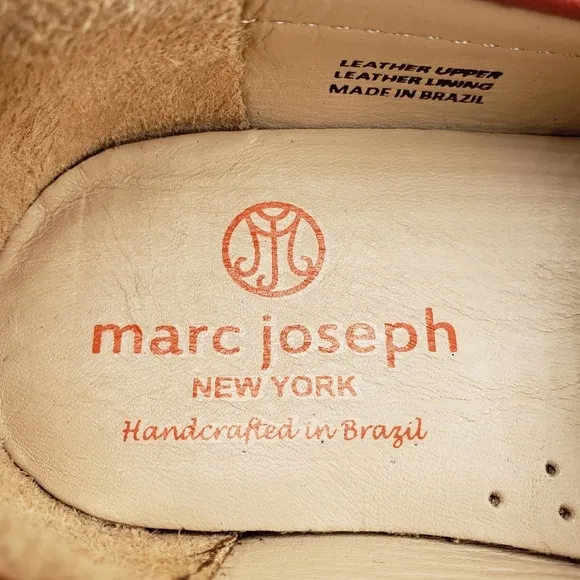 LEATHER UPPER
LEATHER LINING
MADE IN BRAZIL
marc joseph
NEW YORK
Handcrafted in Brazil